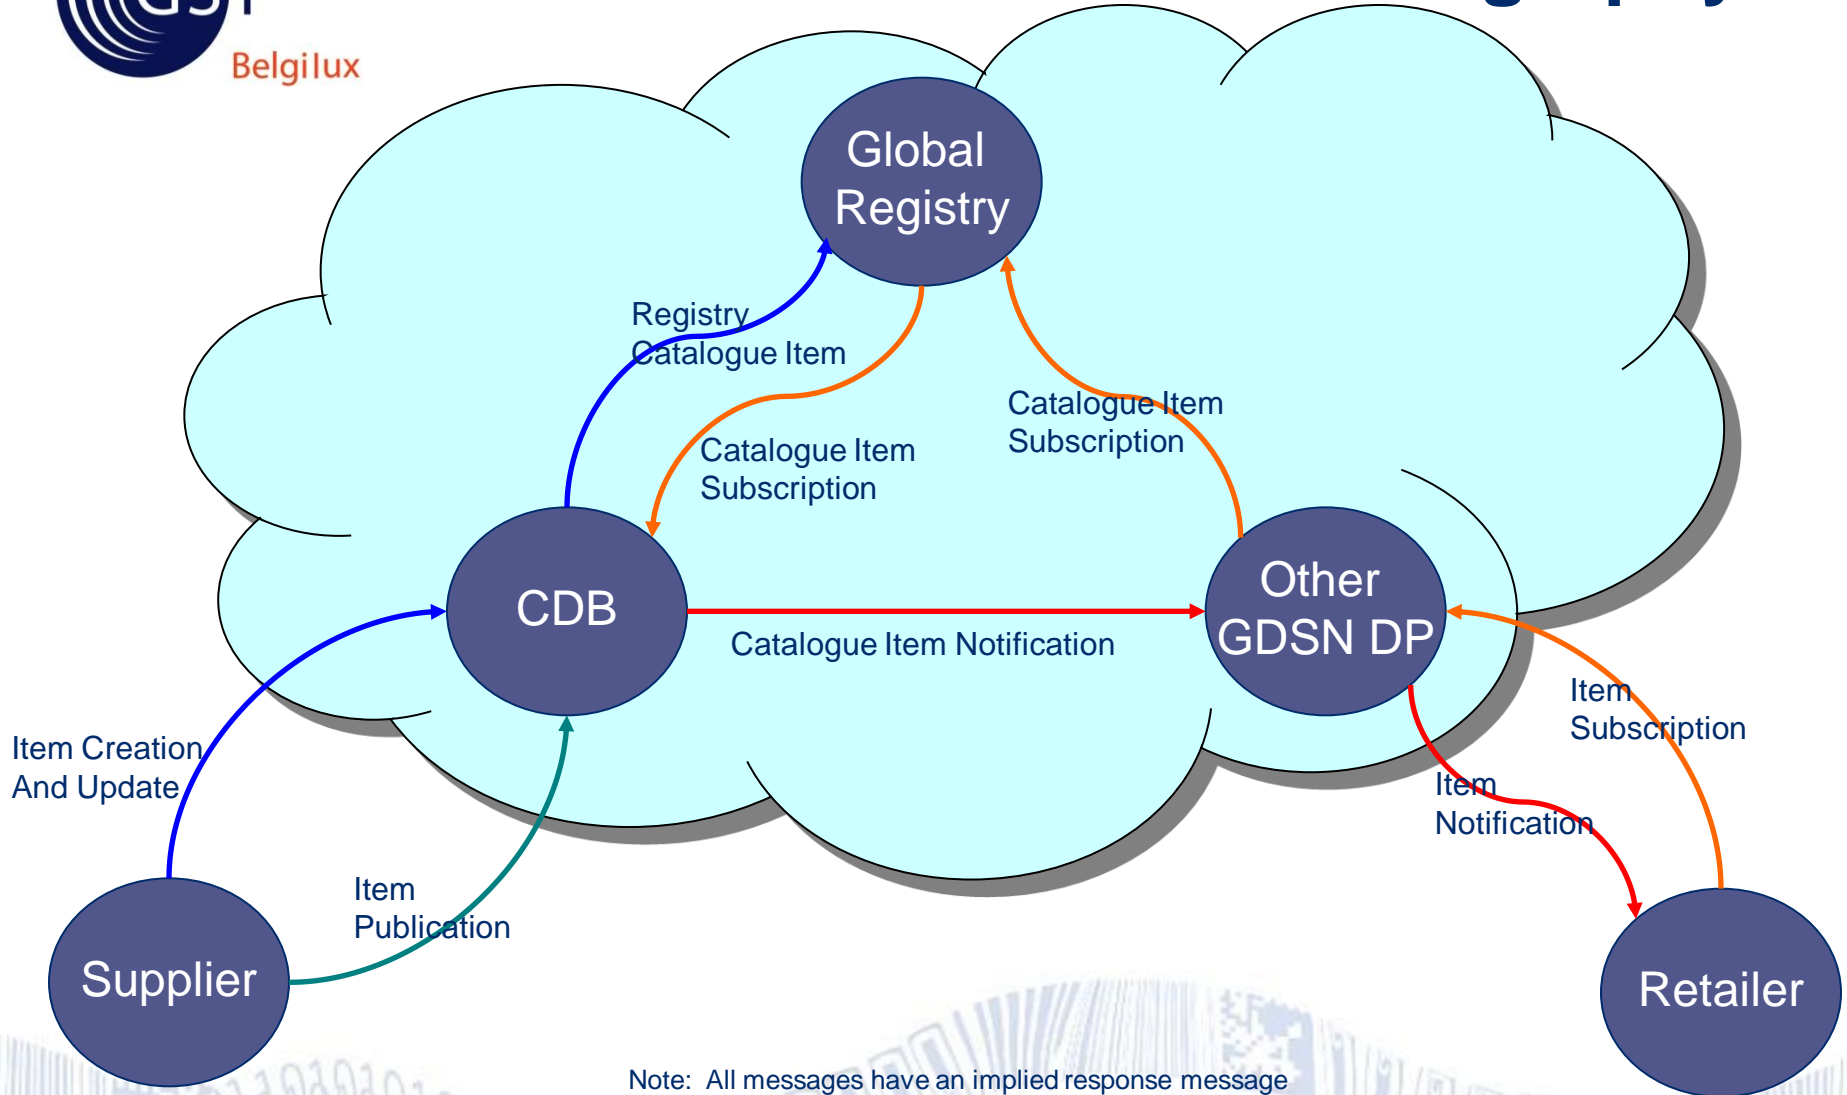 GS1
Belgilux
Global
Registry
Registry
Catalogue Item
Catalogue Item
Subscription
Catalogue Item
Subscription
CDB
Other
GDSN DP
Catalogue Item Notification
Item
Subscription
Item Creation
And Update
Item
Notification
Item
Publication
Supplier
Retailer
Note: All messages have an implied response message